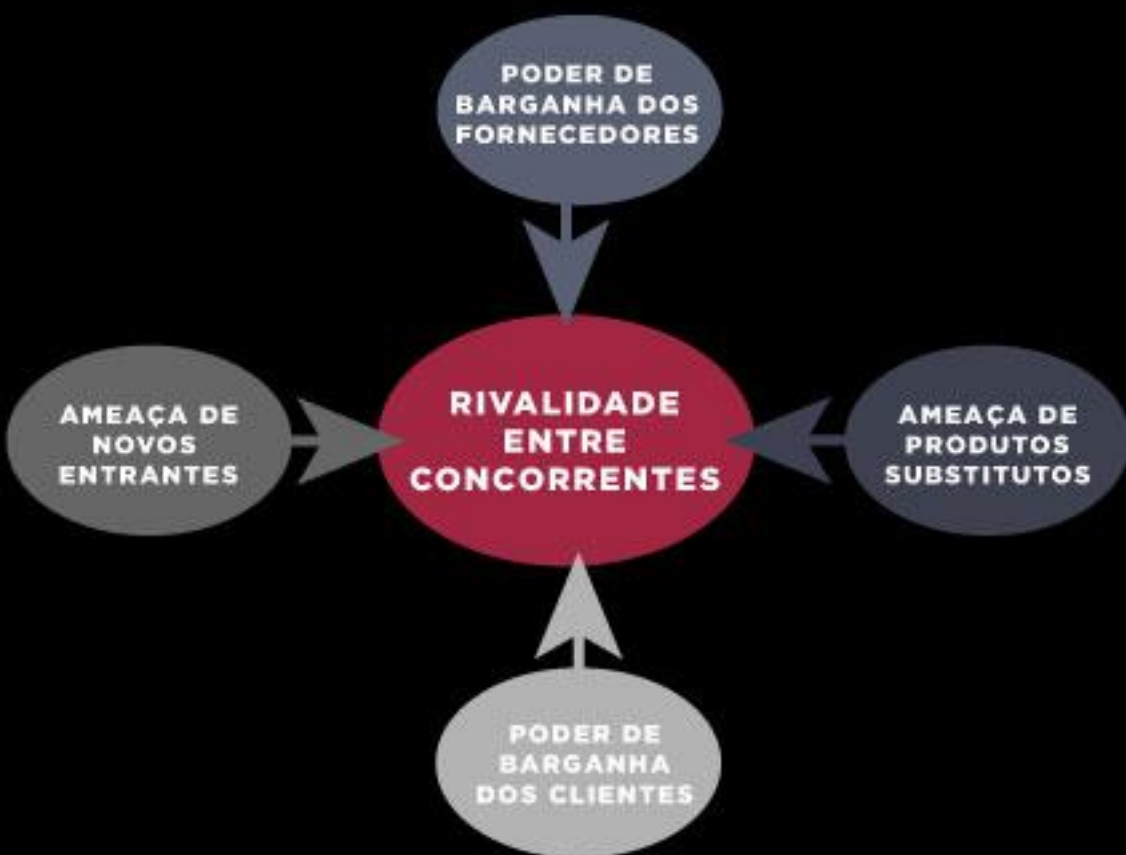 PODER DE
BARGANHA DOS
FORNECEDORES
AMEAÇA DE
NOVOS
ENTRANTES
RIVALIDADE
ENTRE
CONCORRENTES
AMEAÇA DE
PRODUTOS
SUBSTITUTOS
PODER DE
BARGANHA
DOS CLIENTES